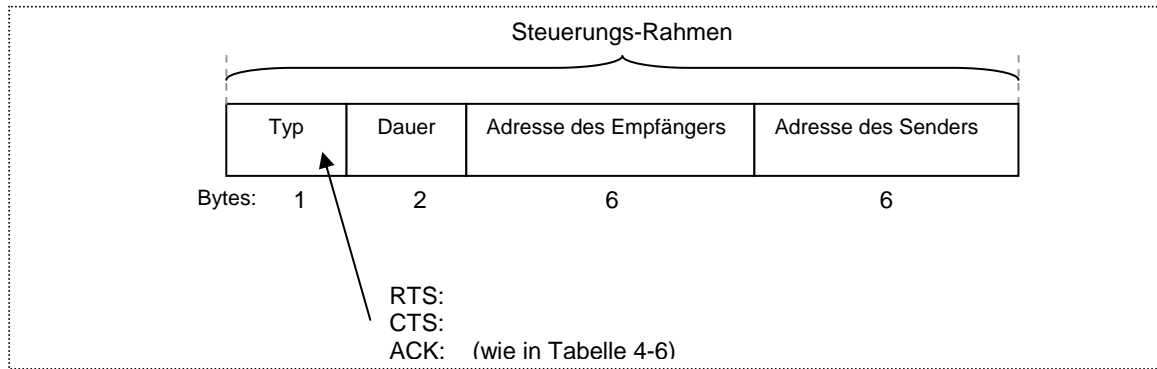 Steuerungs-Rahmen
Typ Dauer Adresse des Empfängers Adresse des Senders
Bytes: 1 2 6 6
RTS:
CTS:
ACK: (wie in Tabelle 4-6)